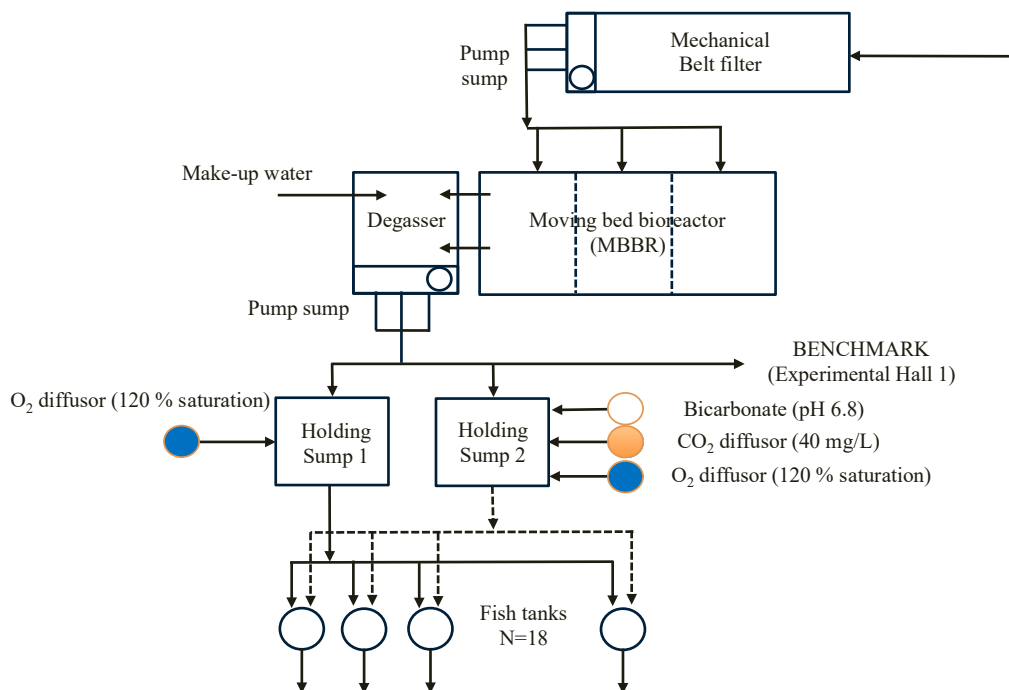 Mechanical
Belt filter
Pump
sump
Make-up water
Degasser
Moving bed bioreactor
(MBBR)
Pump sump
BENCHMARK
(Experimental Hall 1)
O₂ diffusor (120 % saturation)
Holding
Sump 1
Holding
Sump 2
Bicarbonate (pH 6.8)
CO₂ diffusor (40 mg/L)
O₂ diffusor (120 % saturation)
Fish tanks
N=18